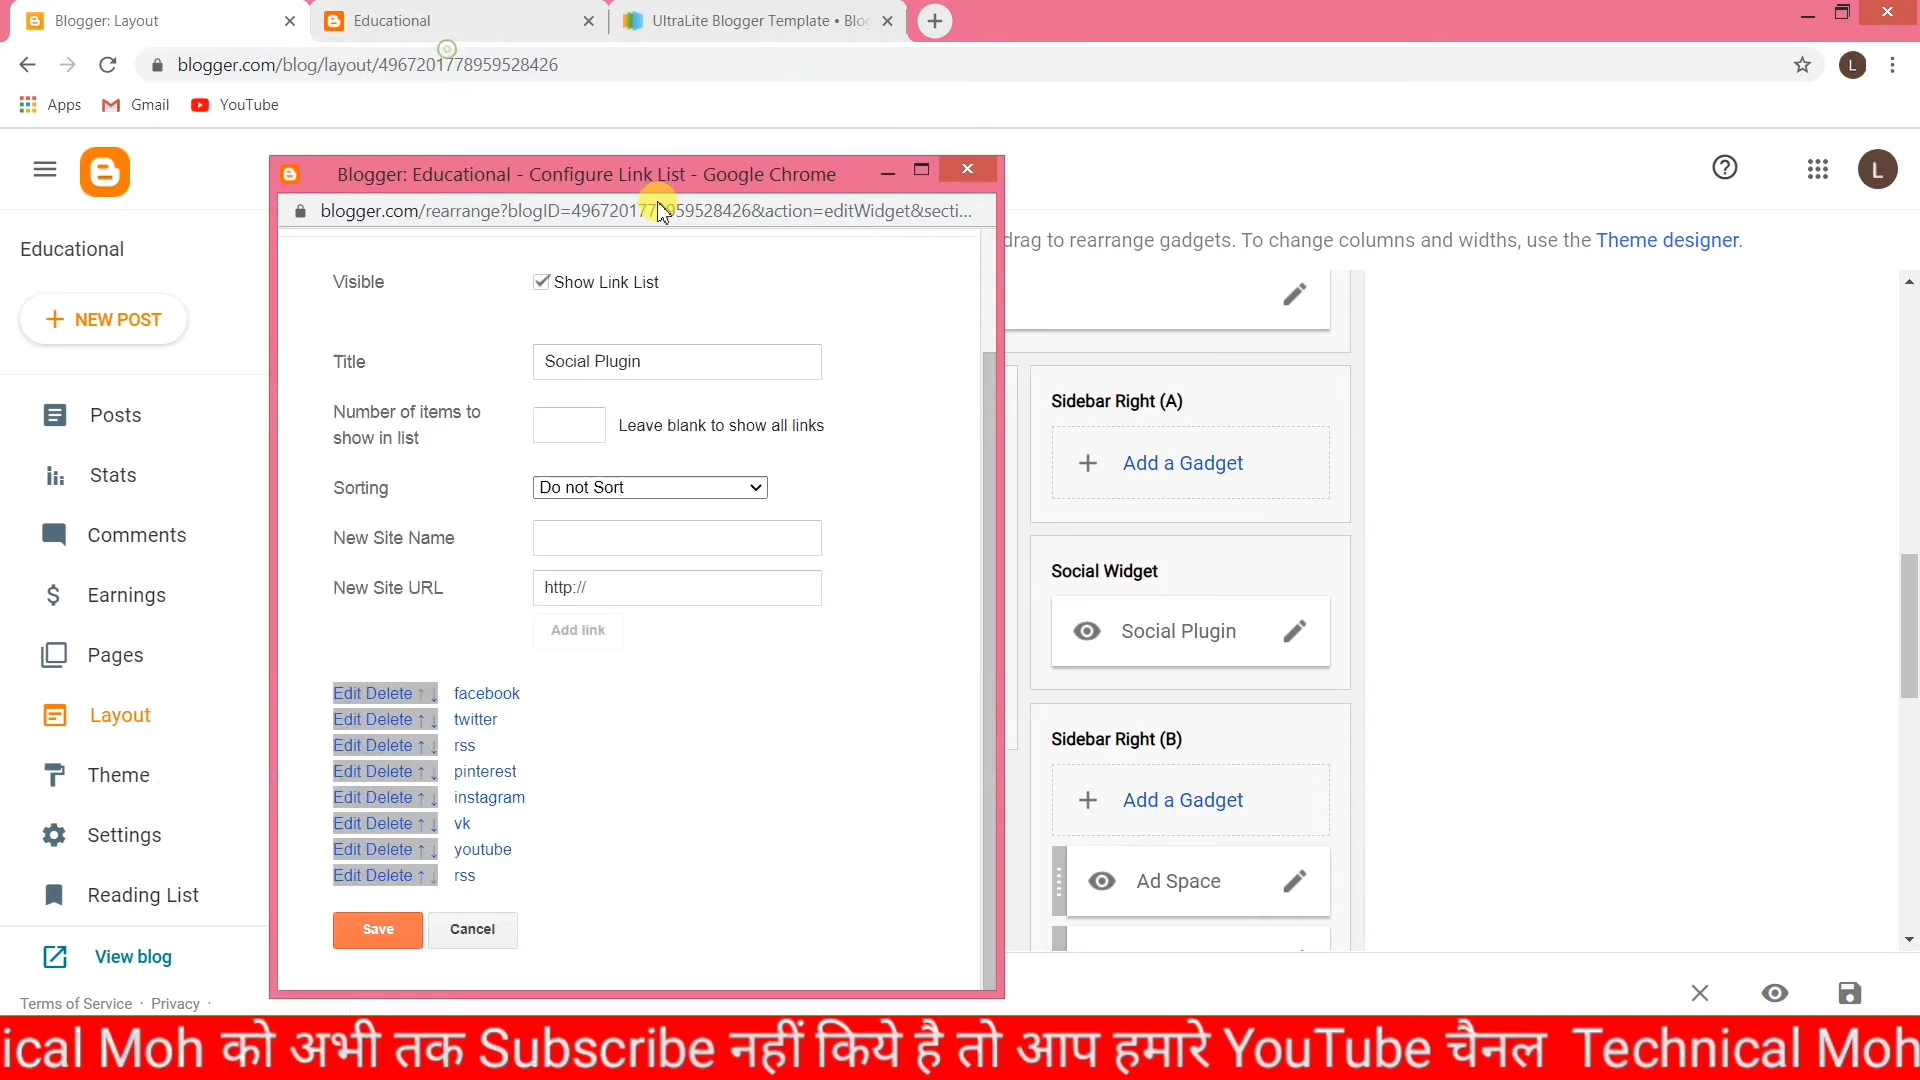 Blogger: Layout
Educational
UltraLite Blogger Template • Blog
blogger.com/blog/layout/4967201778959528426
L
Apps
Gmail
YouTube
Blogger: Educational - Configure Link List - Google Chrome
L
blogger.com/rearrange?blogID=4967201778959528426&action=editWidget&secti...
drag to rearrange gadgets. To change columns and widths, use the Theme designer.
Educational
NEW POST
Posts
Stats
Comments
Earnings
Pages
Layout
Theme
Settings
Reading List
View blog
Terms of Service · Privacy ·
Visible
Show Link List
Title
Social Plugin
Number of items to
show in list
Leave blank to show all links
Sorting
Do not Sort
New Site Name
New Site URL
http://
Add link
Edit Delete ↑ ↓ facebook
Edit Delete ↑ ↓ twitter
Edit Delete ↑ ↓ rss
Edit Delete ↑ ↓ pinterest
Edit Delete ↑ ↓ instagram
Edit Delete ↑ ↓ vk
Edit Delete ↑ ↓ youtube
Edit Delete ↑ ↓ rss
Save
Cancel
Sidebar Right (A)
Add a Gadget
Social Widget
Social Plugin
Sidebar Right (B)
Add a Gadget
Ad Space
ical Moh को अभी तक Subscribe नहीं किये है तो आप हमारे YouTube चैनल Technical Moh